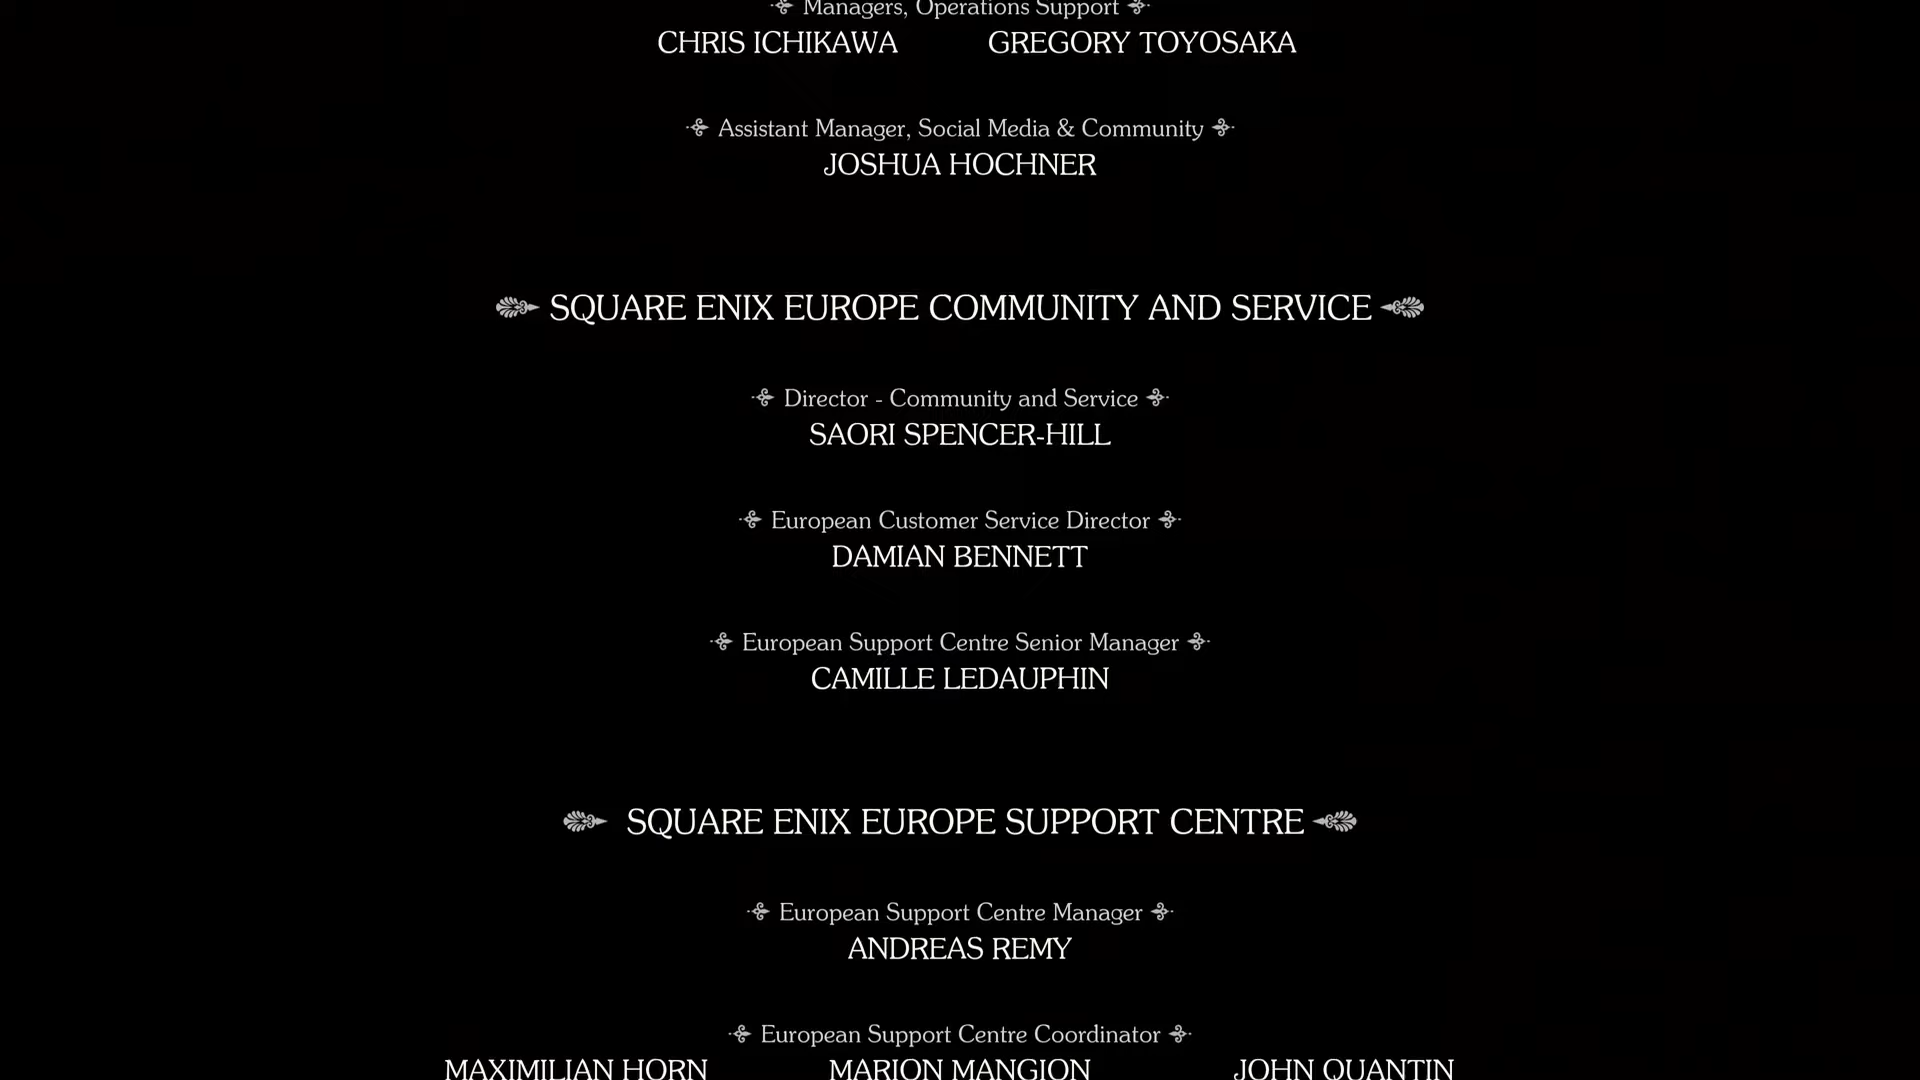 Managers, Operations Support
CHRIS ICHIKAWA GREGORY TOYOSAKA
Assistant Manager, Social Media & Community
JOSHUA HOCHNER
SQUARE ENIX EUROPE COMMUNITY AND SERVICE
Director - Community and Service
SAORI SPENCER-HILL
European Customer Service Director
DAMIAN BENNETT
European Support Centre Senior Manager
CAMILLE LEDAUPHIN
SQUARE ENIX EUROPE SUPPORT CENTRE
European Support Centre Manager
ANDREAS REMY
European Support Centre Coordinator
MAXIMILIAN HORN MARION MANGION JOHN QUANTIN